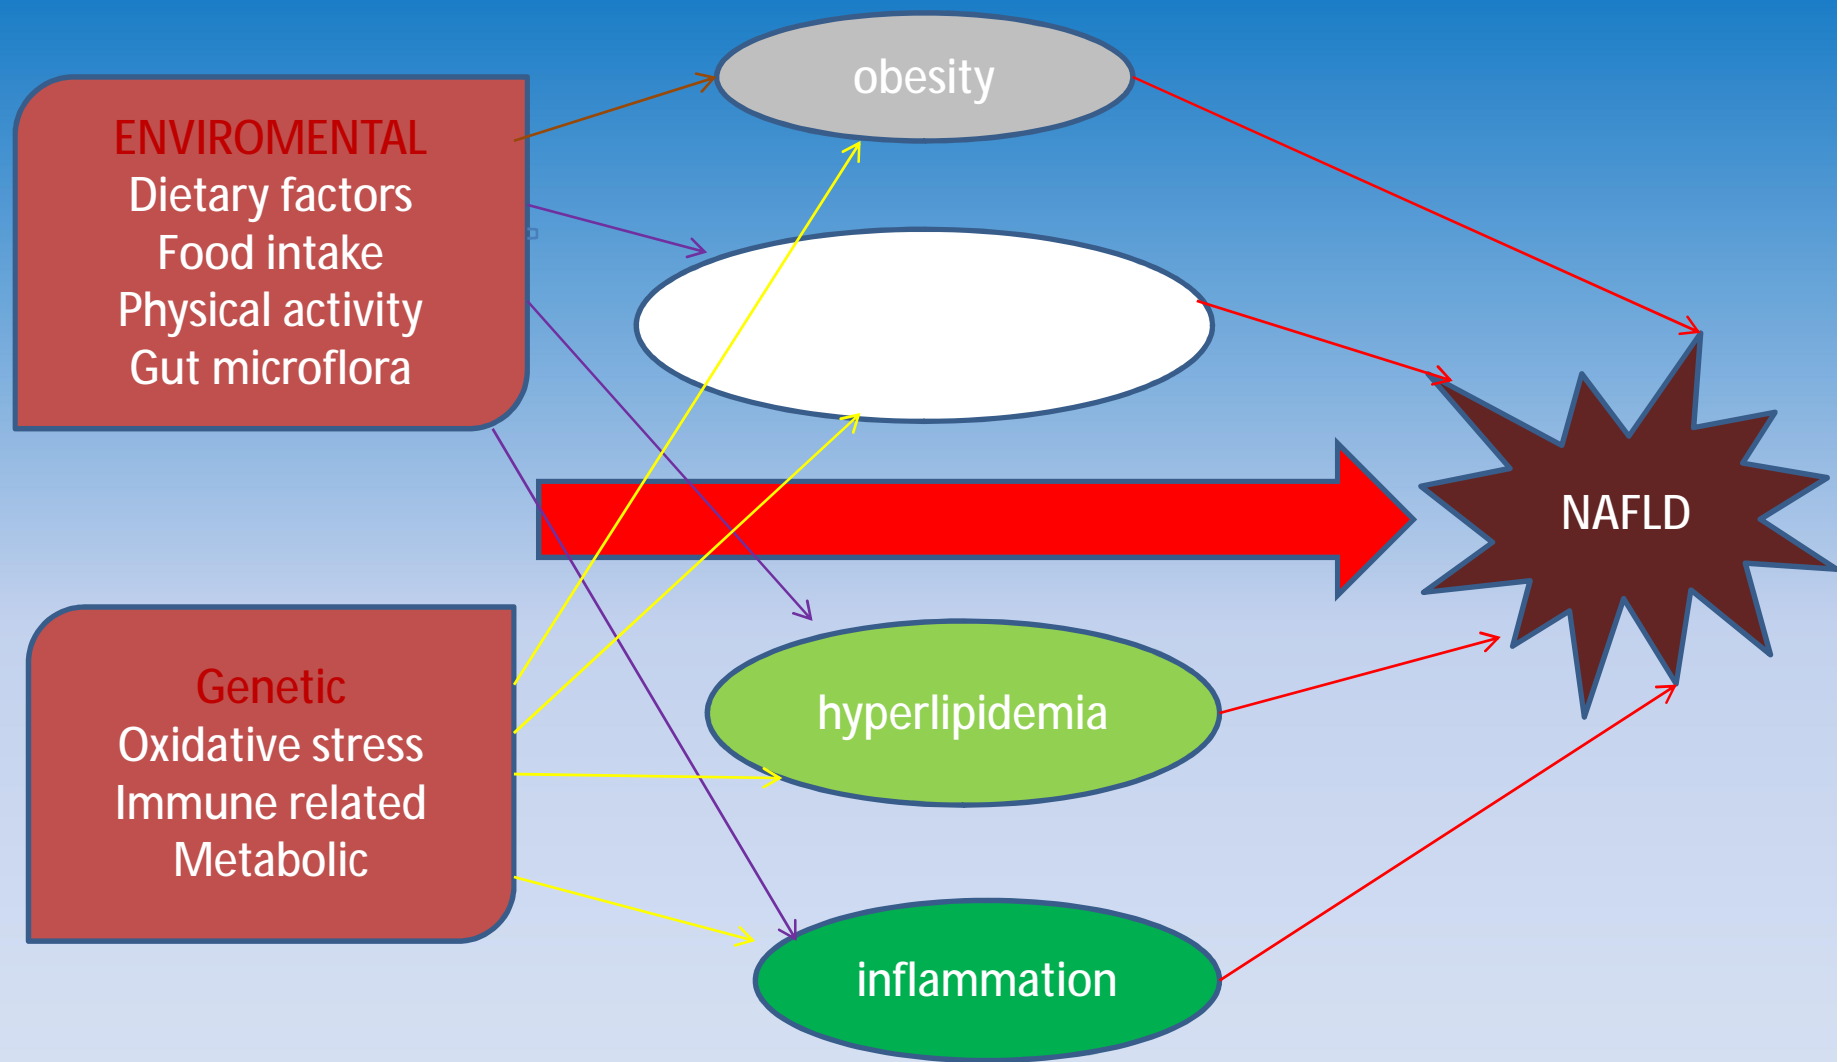 obesity
ENVIROMENTAL
Dietary factors
Food intake
Physical activity
Gut microflora
NAFLD
Genetic
Oxidative stress
Immune related
Metabolic
hyperlipidemia
inflammation